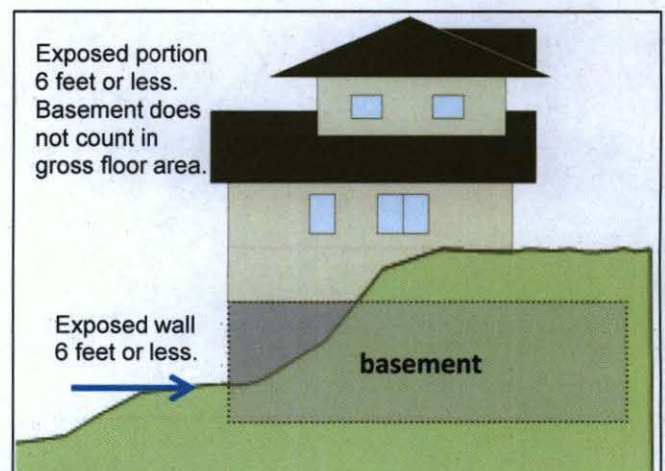 Exposed portion
6 feet or less.
Basement does
not count in
gross floor area.
Exposed wall
6 feet or less.
basement